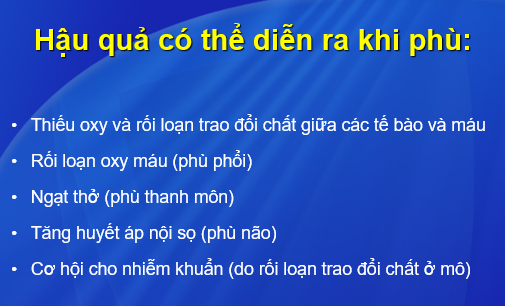 Hậu quả có thể diễn ra khi phù:
• Thiếu oxy và rối loạn trao đổi chất giữa các tế bào và máu
• Rối loạn oxy máu (phù phổi)
• Ngạt thở (phù thanh môn)
• Tăng huyết áp nội sọ (phù não)
• Cơ hội cho nhiễm khuẩn (do rối loạn trao đổi chất ở mô)